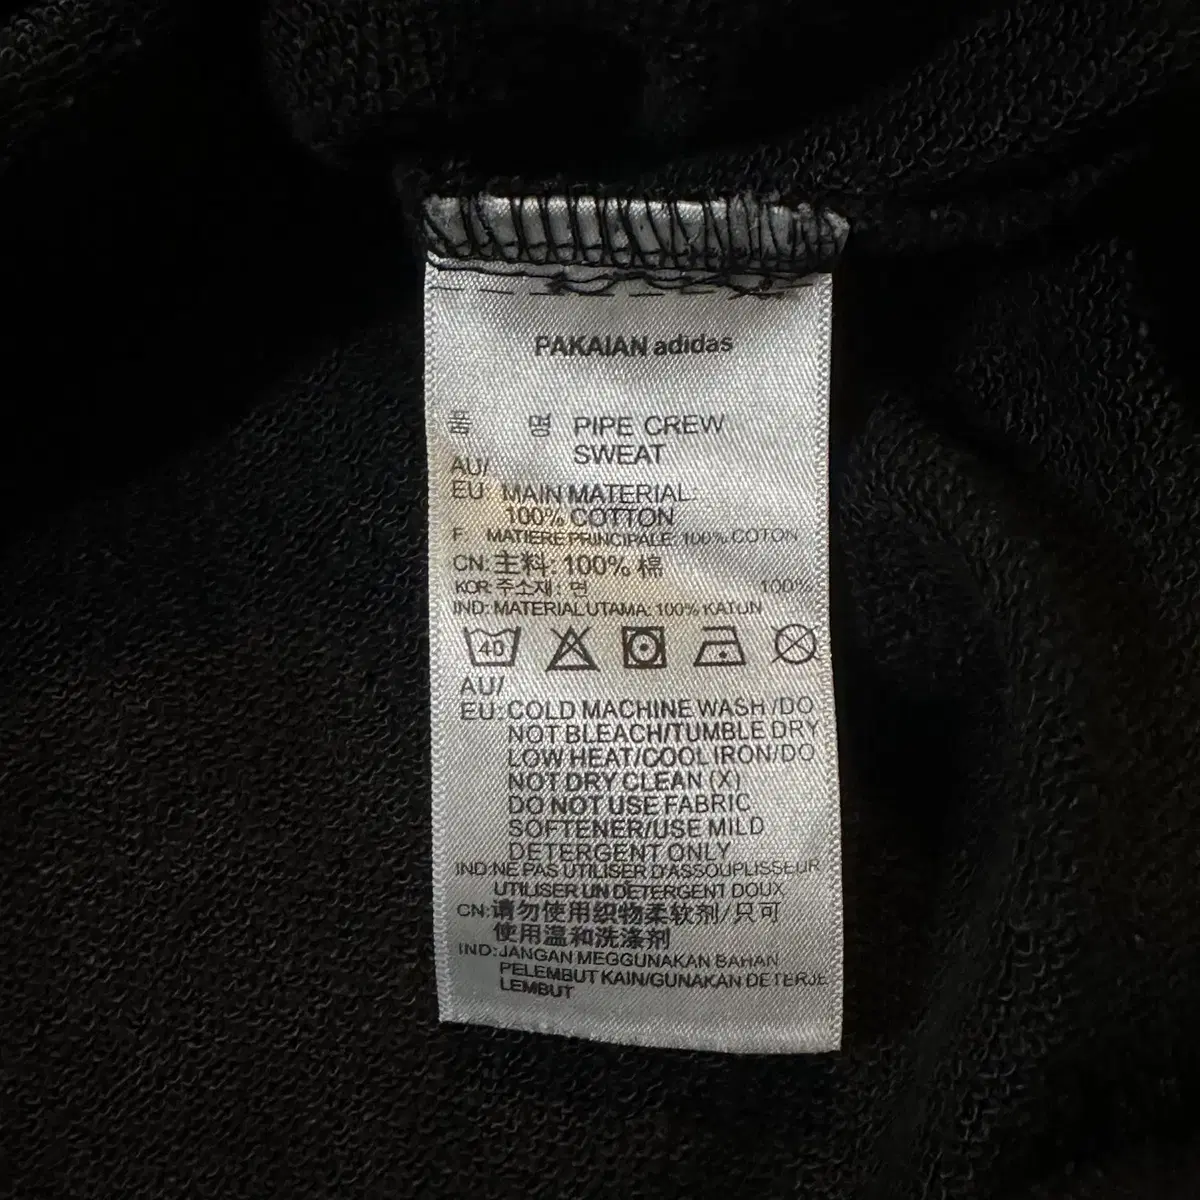 PAKAIAN adidas
품 명 PIPE CREW
SWEAT
AU/
EU MAIN MATERIAL:
100% COTTON
F: MATIERE PRINCIPALE: 100% COTON
CN: 主料: 100% 棉
KOR 주소재: 면 100%
IND: MATERIAL UTAMA: 100% KATUN
40
AU/
EU: COLD MACHINE WASH /DO
NOT BLEACH/TUMBLE DRY
LOW HEAT/COOL IRON/DO
NOT DRY CLEAN (X)
DO NOT USE FABRIC
SOFTENER/USE MILD
DETERGENT ONLY
IND: NE PAS UTILISER D'ASSOUPLISSEUR
UTILISER UN DETERGENT DOUX
CN: 请勿使用织物柔软剂/只可
使用温和洗涤剂
IND: JANGAN MEGGUNAKAN BAHAN
PELEMBUT KAIN/GUNAKAN DETERJE
LEMBUT